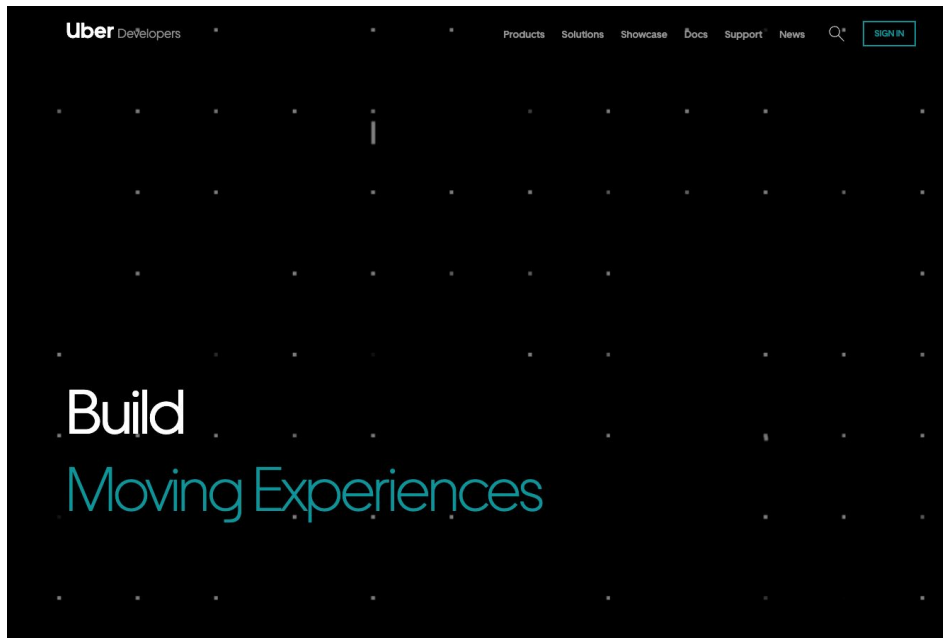 Uber Developers
Products Solutions Showcase Docs Support News SIGN IN
Build
Moving Experiences